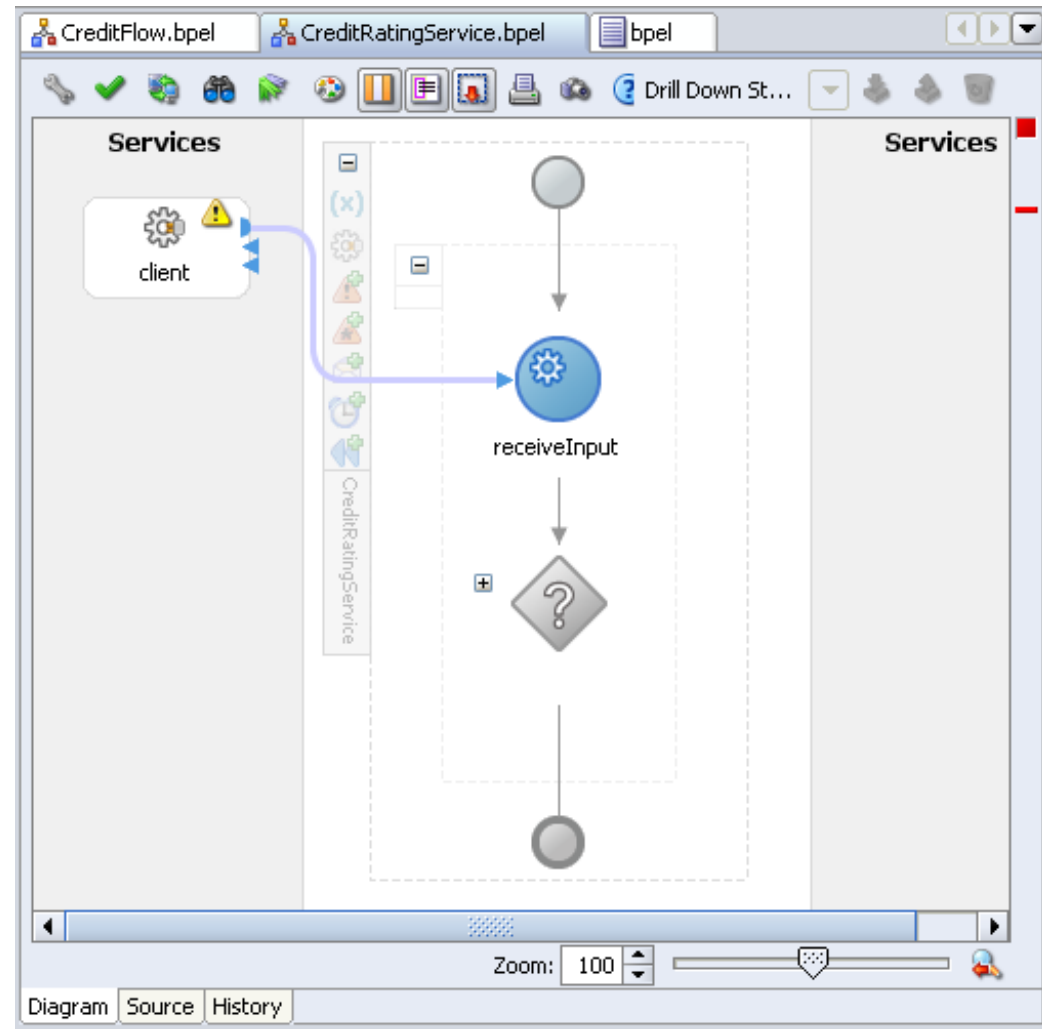 CreditFlow.bpel
CreditRatingService.bpel
bpel
Drill Down St...
Services
Services
(x)
client
receiveInput
CreditRatingService
?
Zoom: 100
Diagram Source History